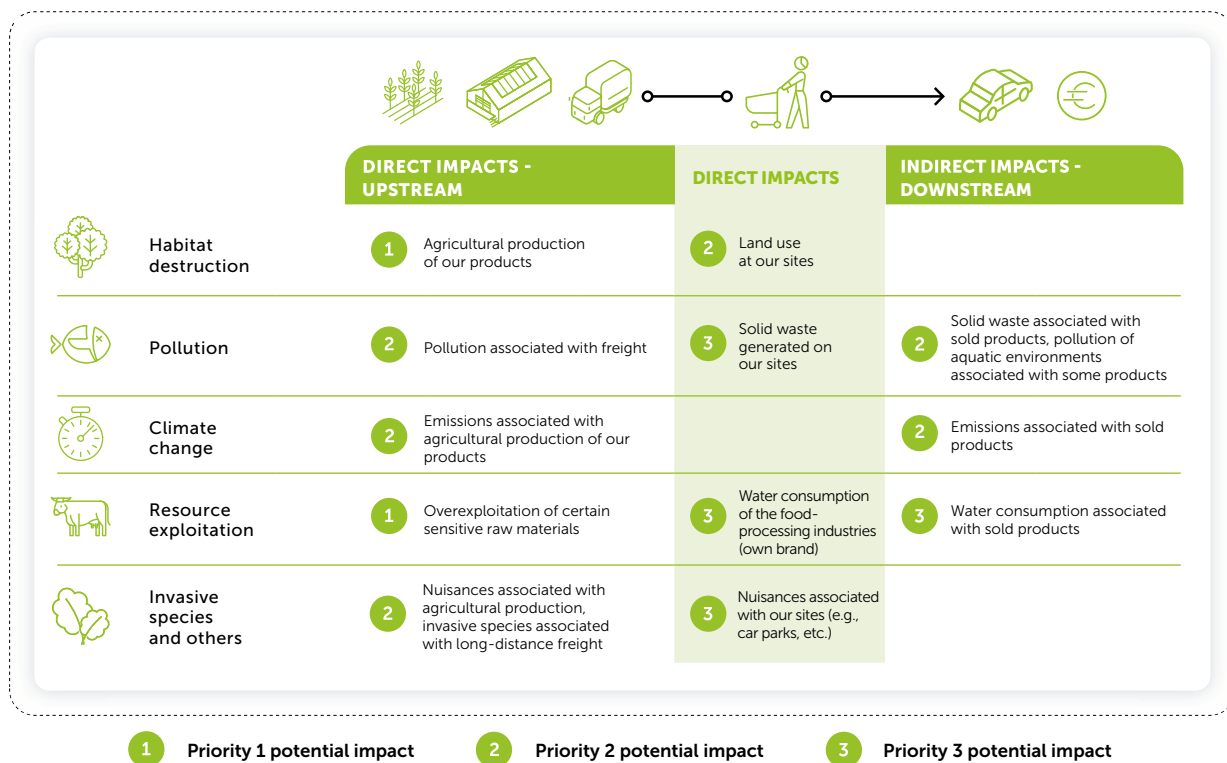 DIRECT IMPACTS -
UPSTREAM
DIRECT IMPACTS
INDIRECT IMPACTS -
DOWNSTREAM
Habitat
destruction
1
Agricultural production
of our products
2
Land use
at our sites
Pollution
2
Pollution associated with freight
3
Solid waste
generated on
our sites
2
Solid waste associated with
sold products, pollution of
aquatic environments
associated with some products
Climate
change
2
Emissions associated with
agricultural production of our
products
2
Emissions associated with sold
products
Resource
exploitation
1
Overexploitation of certain
sensitive raw materials
3
Water consumption
of the food-
processing industries
(own brand)
3
Water consumption associated
with sold products
Invasive
species
and others
2
Nuisances associated with
agricultural production,
invasive species associated
with long-distance freight
3
Nuisances associated
with our sites (e.g.,
car parks, etc.)
1 Priority 1 potential impact
2 Priority 2 potential impact
3 Priority 3 potential impact